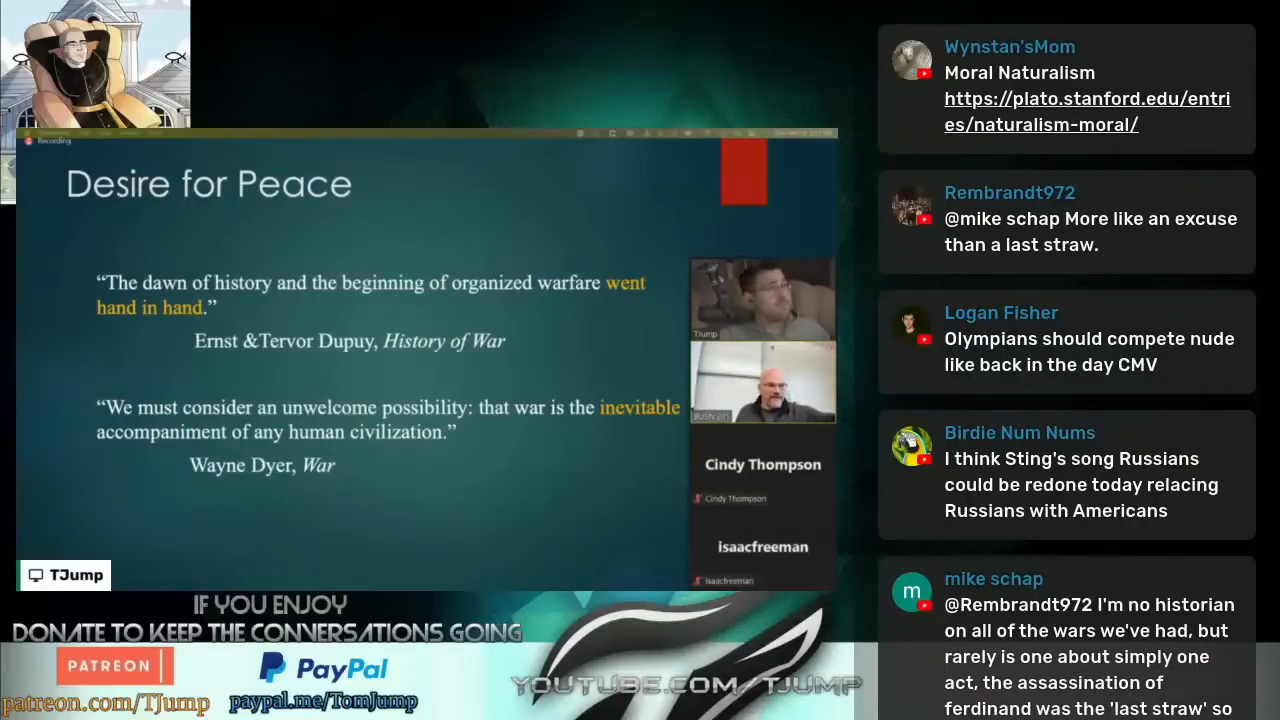 Recording
Desire for Peace
“The dawn of history and the beginning of organized warfare went
hand in hand.”
Ernst &Tervor Dupuy, History of War
“We must consider an unwelcome possibility: that war is the inevitable
accompaniment of any human civilization.”
Wayne Dyer, War
TJump
Cindy Thompson
Cindy Thompson
isaacfreeman
isaacfreeman
TJump
IF YOU ENJOY
DONATE TO KEEP THE CONVERSATIONS GOING
PATREON
PayPal
patreon.com/TJump
paypal.me/TomJump
YOUTUBE.COM/TJUMP
Wynstan'sMom
Moral Naturalism
https://plato.stanford.edu/entri
es/naturalism-moral/
Rembrandt972
@mike schap More like an excuse
than a last straw.
Logan Fisher
Olympians should compete nude
like back in the day CMV
Birdie Num Nums
I think Sting's song Russians
could be redone today relacing
Russians with Americans
m
mike schap
@Rembrandt972 I'm no historian
on all of the wars we've had, but
rarely is one about simply one
act, the assassination of
ferdinand was the 'last straw' so